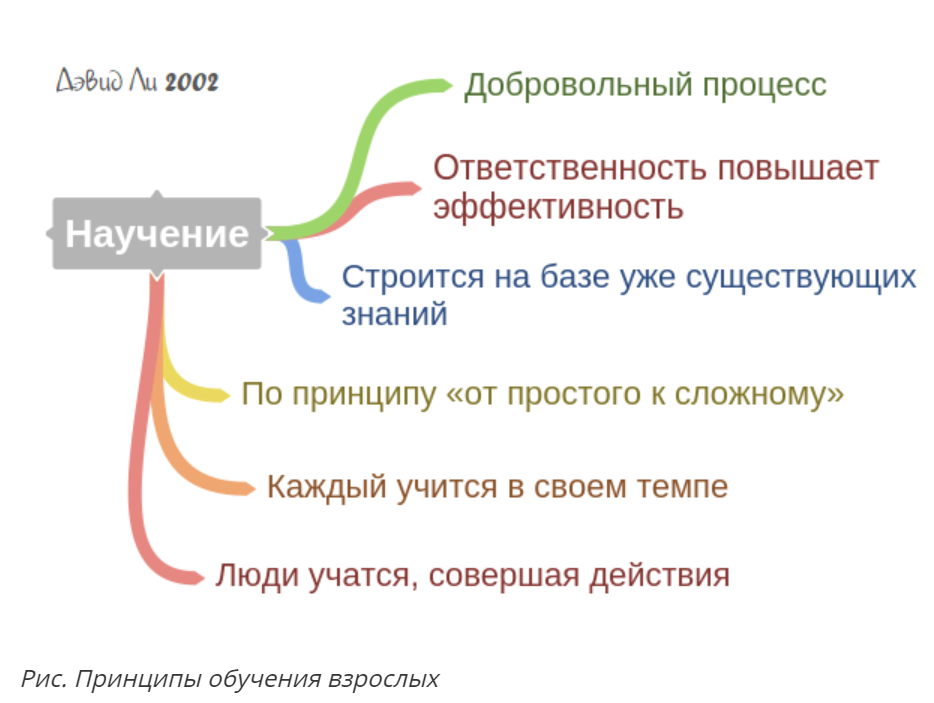 Дэвид Ли 2002
Добровольный процесс
Ответственность повышает
эффективность
Научение
Строится на базе уже существующих
знаний
По принципу «от простого к сложному»
Каждый учится в своем темпе
Люди учатся, совершая действия
Рис. Принципы обучения взрослых